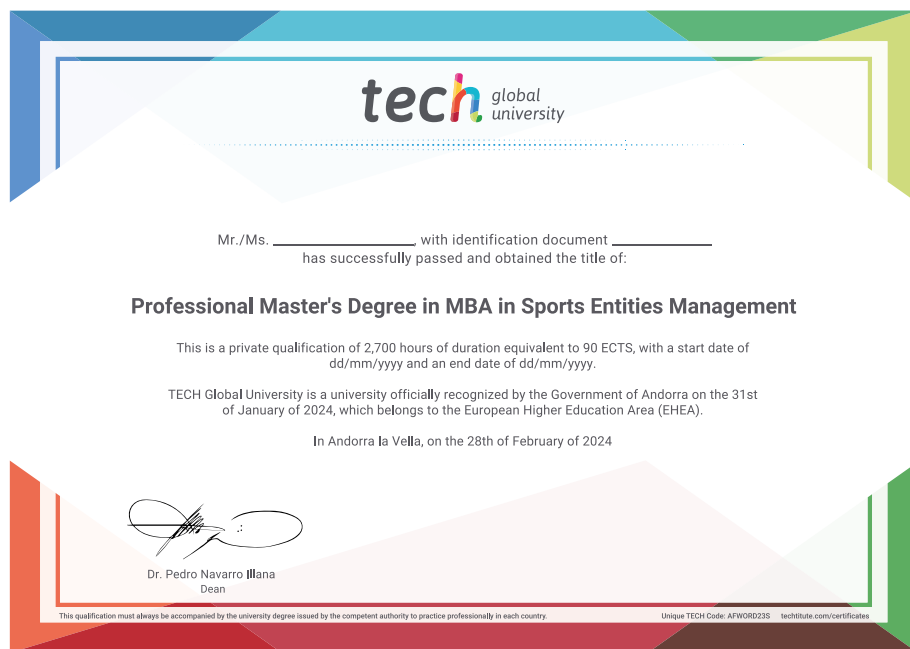 tech global university
Mr./Ms. ____________, with identification document ____________
has successfully passed and obtained the title of:
Professional Master's Degree in MBA in Sports Entities Management
This is a private qualification of 2,700 hours of duration equivalent to 90 ECTS, with a start date of
dd/mm/yyyy and an end date of dd/mm/yyyy.
TECH Global University is a university officially recognized by the Government of Andorra on the 31st
of January of 2024, which belongs to the European Higher Education Area (EHEA).
In Andorra la Vella, on the 28th of February of 2024
Dr. Pedro Navarro Illana
Dean
This qualification must always be accompanied by the university degree issued by the competent authority to practice professionally in each country.
Unique TECH Code: AFWORD23S techtitute.com/certificates